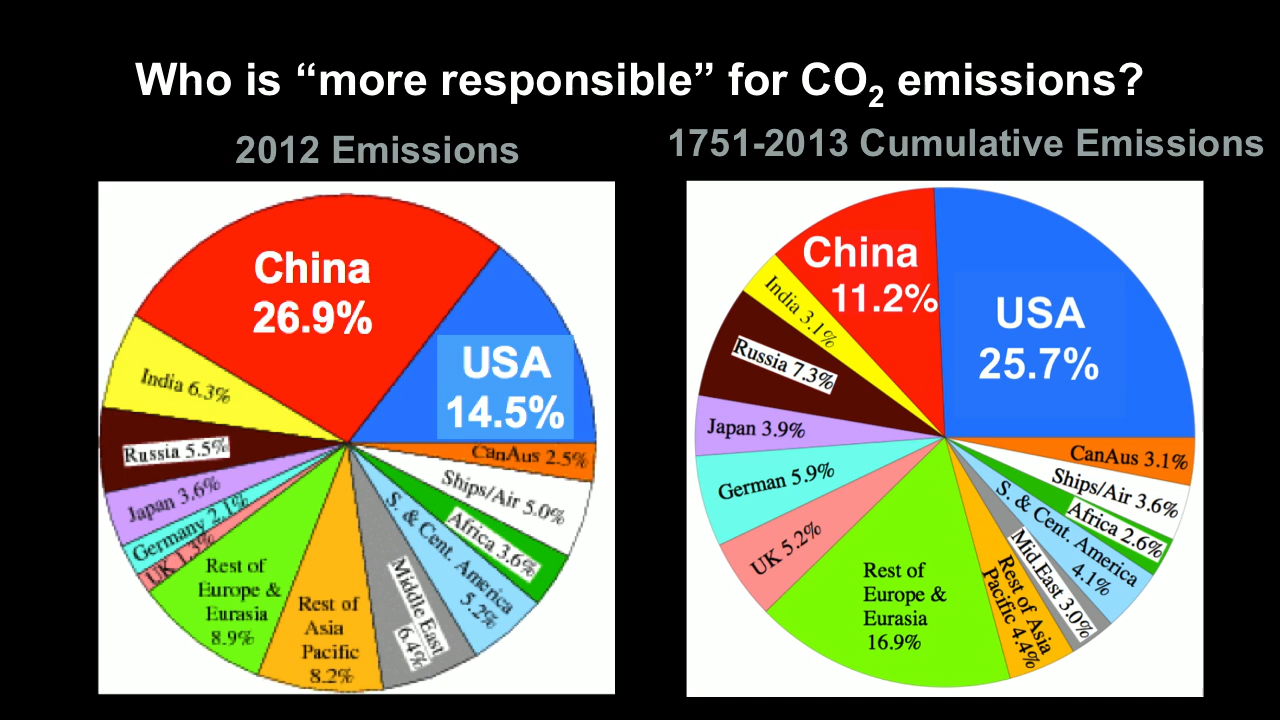 Who is “more responsible” for CO₂ emissions?
2012 Emissions
China
26.9%
USA
14.5%
CanAus 2.5%
Ships/Air 5.0%
Africa 3.6%
S. & Cent. America
5.2%
Middle East
6.4%
Rest of
Asia
Pacific
8.2%
Rest of
Europe &
Eurasia
8.9%
UK 1.3%
Germany 2.1%
Japan 3.6%
Russia 5.5%
India 6.3%
1751-2013 Cumulative Emissions
China
11.2%
USA
25.7%
CanAus 3.1%
Ships/Air 3.6%
Africa 2.6%
S. & Cent. America
4.1%
Mid East 3.0%
Rest of Asia
Pacific 4.4%
Rest of
Europe &
Eurasia
16.9%
UK 5.2%
German 5.9%
Japan 3.9%
Russia 7.3%
India 3.1%